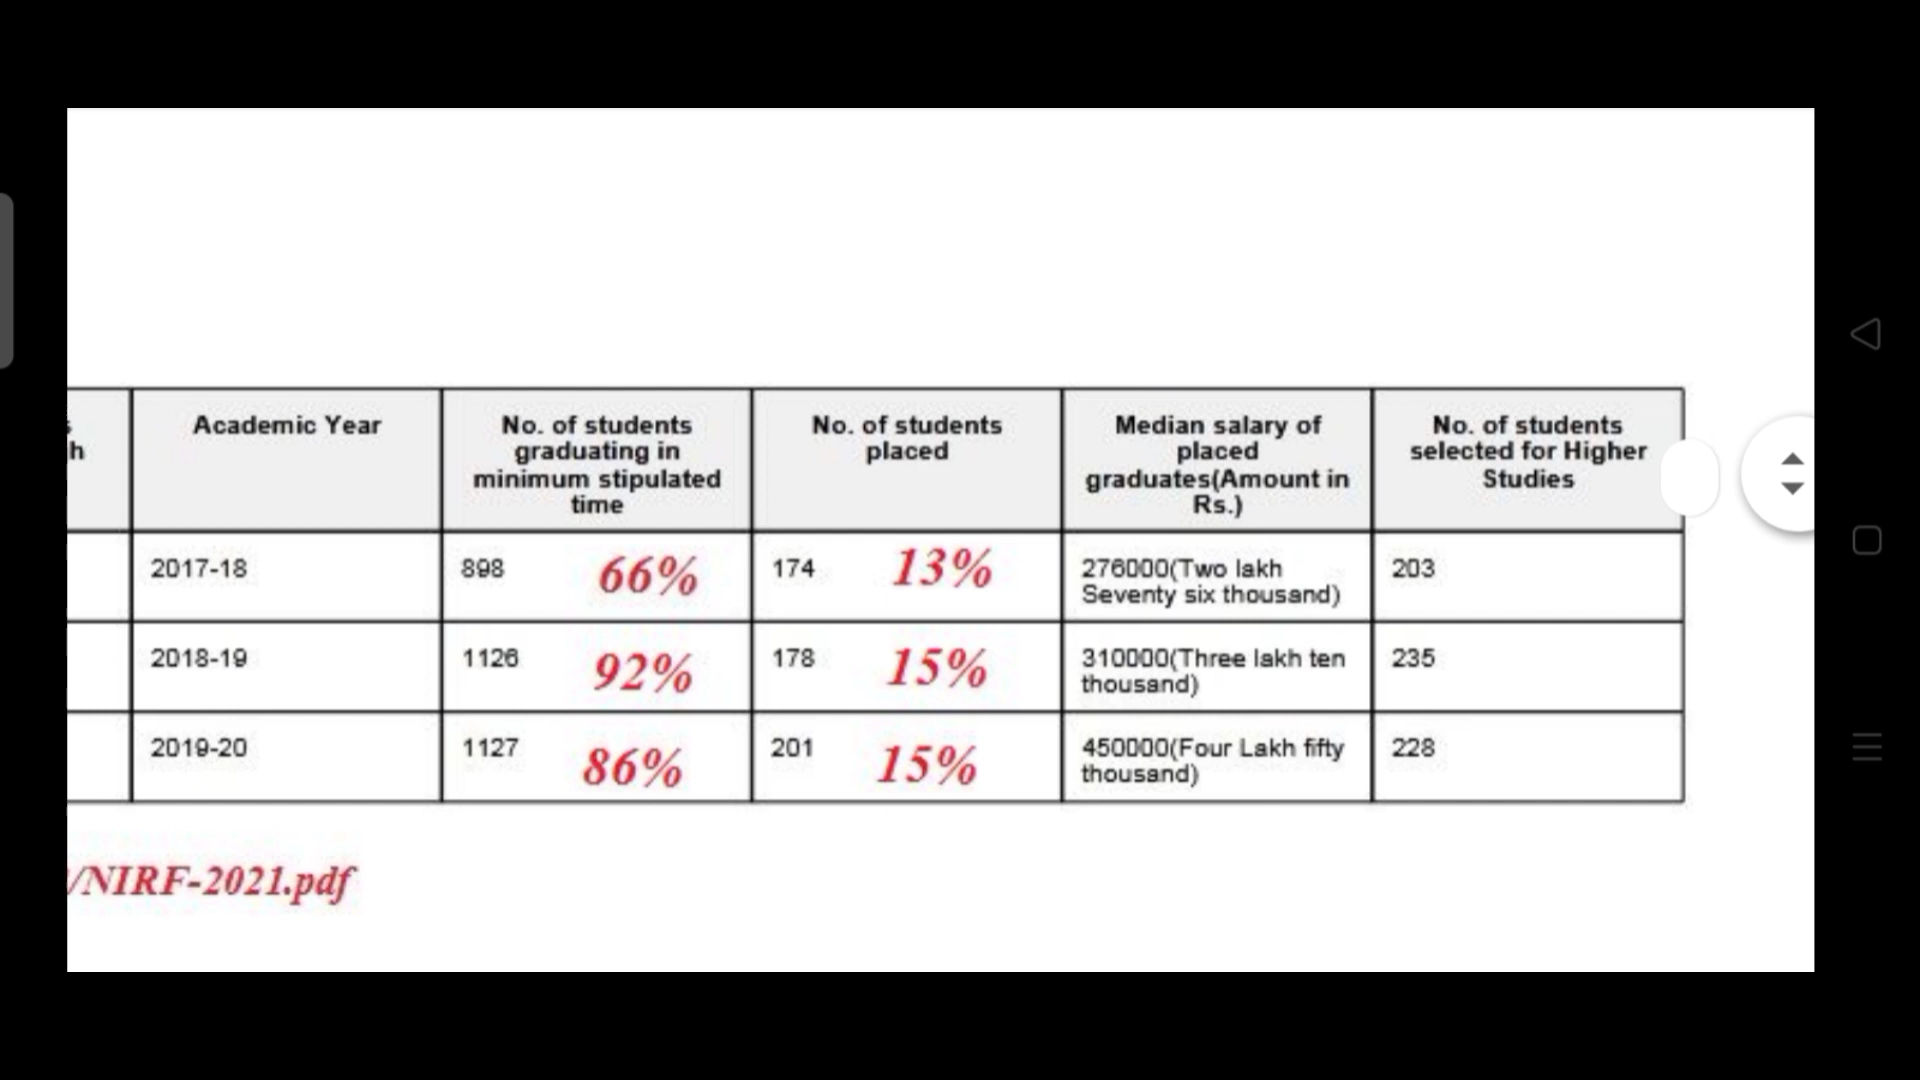 s
h
Academic Year
No. of students
graduating in
minimum stipulated
time
No. of students
placed
Median salary of
placed
graduates(Amount in
Rs.)
No. of students
selected for Higher
Studies
2017-18
898
66%
174
13%
276000(Two lakh
Seventy six thousand)
203
2018-19
1126
92%
178
15%
310000(Three lakh ten
thousand)
235
2019-20
1127
86%
201
15%
450000(Four Lakh fifty
thousand)
228
/NIRF-2021.pdf